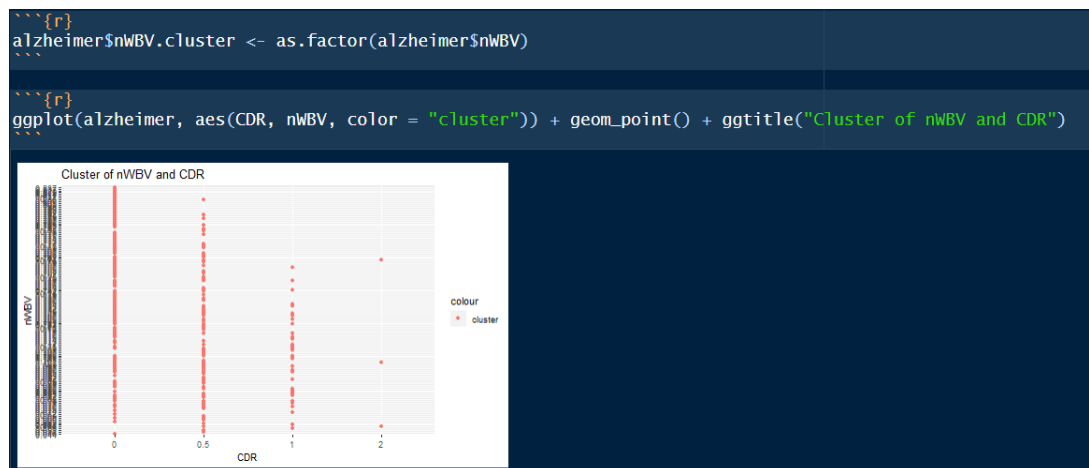 ```{r}
alzheimer$nWBV.cluster <- as.factor(alzheimer$nWBV)
```
```{r}
ggplot(alzheimer, aes(CDR, nWBV, color = "cluster")) + geom_point() + ggtitle("Cluster of nWBV and CDR")
```
Cluster of nWBV and CDR
nWBV
colour
cluster
0 0.5 1 2
CDR